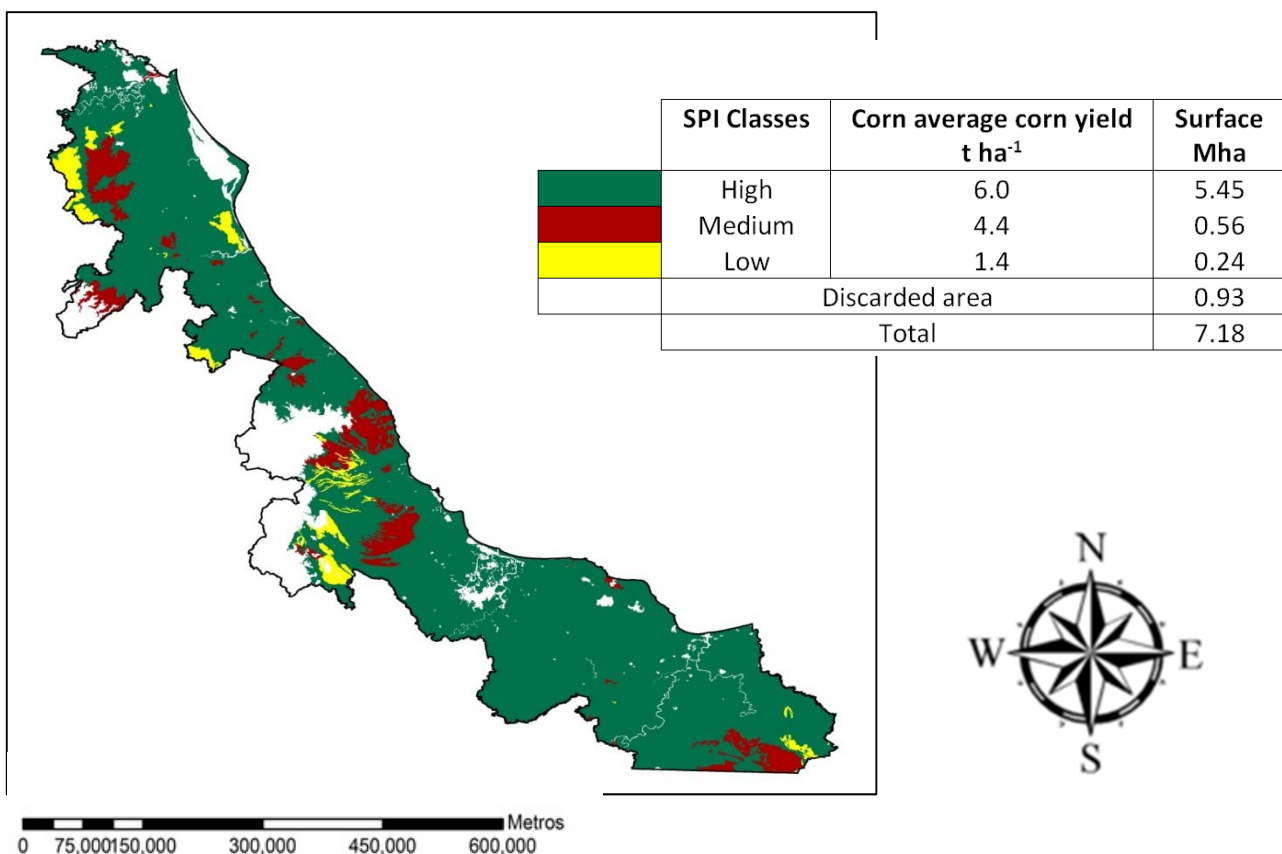 SPI Classes Corn average corn yield t ha-1 Surface Mha
High 6.0 5.45
Medium 4.4 0.56
Low 1.4 0.24
Discarded area 0.93
Total 7.18
N
W E
S
Metros
0 75,000150,000 300,000 450,000 600,000